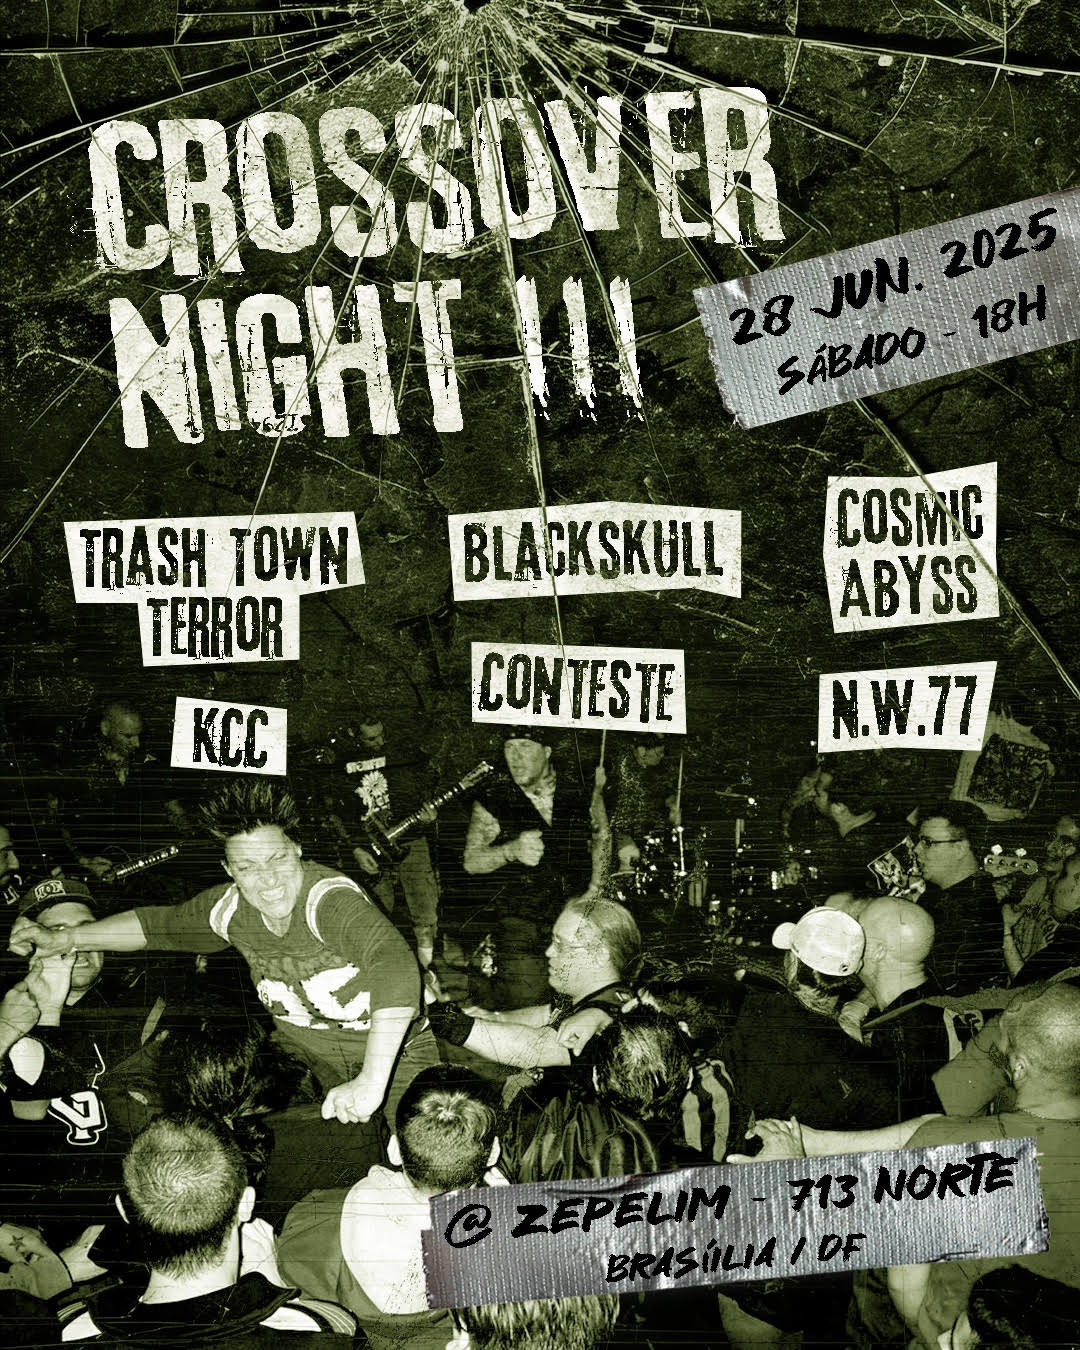 CROSSOVER
NIGHT III
28 JUN. 2025
SÁBADO - 18H
TRASH TOWN
TERROR
BLACKSKULL
COSMIC
ABYSS
KCC
CONTESTE
N.W.77
@ ZEPELIM - 713 NORTE
BRASÍLIA / DF